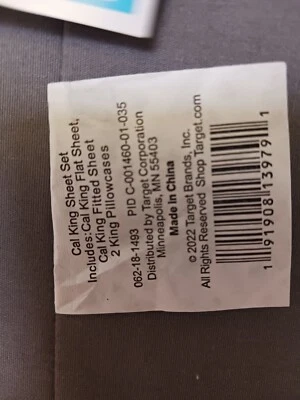 Cal King Sheet Set
Includes:Cal King Flat Sheet,
Cal King Fitted Sheet
2 King Pillowcases
062-18-1493 PID C-001460-01-035
Distributed by Target Corporation
Minneapolis, MN 55403
Made in China
© 2022 Target Brands, Inc.
All Rights Reserved Shop Target.com
1 91908 13979 1